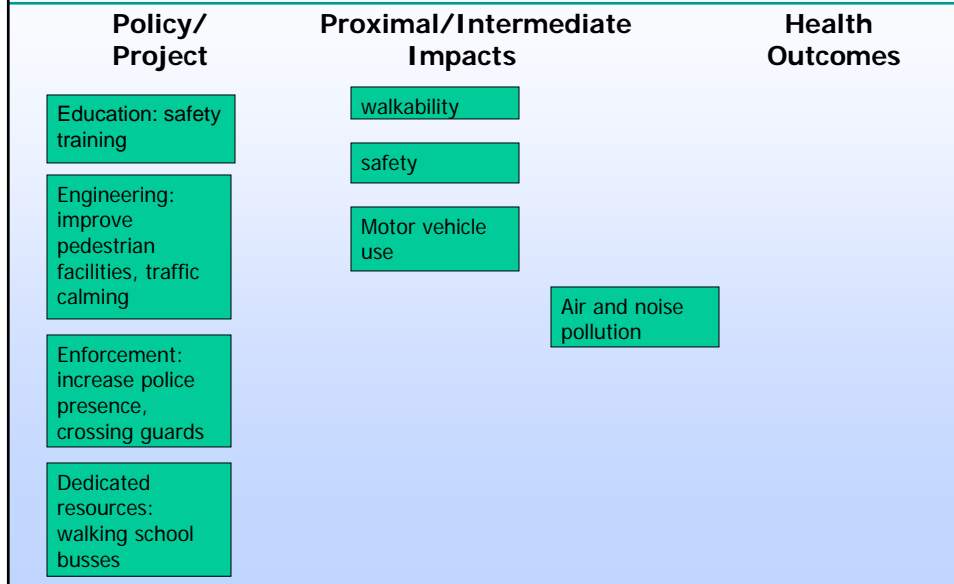 Policy/
Project
Proximal/Intermediate
Impacts
Health
Outcomes
Education: safety
training
Engineering:
improve
pedestrian
facilities, traffic
calming
Enforcement:
increase police
presence,
crossing guards
Dedicated
resources:
walking school
busses
walkability
safety
Motor vehicle
use
Air and noise
pollution